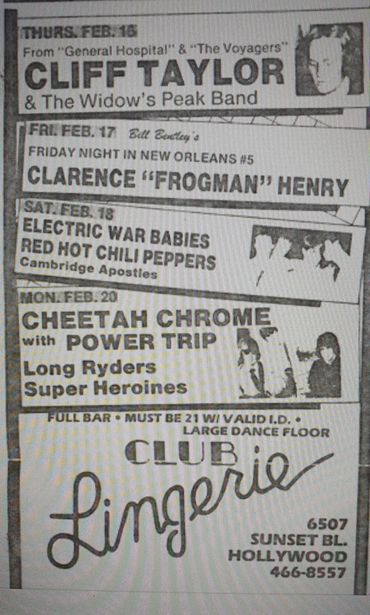 THURS. FEB. 16
From "General Hospital" & "The Voyagers"
CLIFF TAYLOR
& The Widow's Peak Band
FRI. FEB. 17 Bill Bentley's
FRIDAY NIGHT IN NEW ORLEANS #5
CLARENCE "FROGMAN" HENRY
SAT. FEB. 18
ELECTRIC WAR BABIES
RED HOT CHILI PEPPERS
Cambridge Apostles
MON. FEB. 20
CHEETAH CHROME
with POWER TRIP
Long Ryders
Super Heroines
FULL BAR • MUST BE 21 W/ VALID I.D. •
LARGE DANCE FLOOR
CLUB
Lingerie
6507
SUNSET BL.
HOLLYWOOD
466-8557